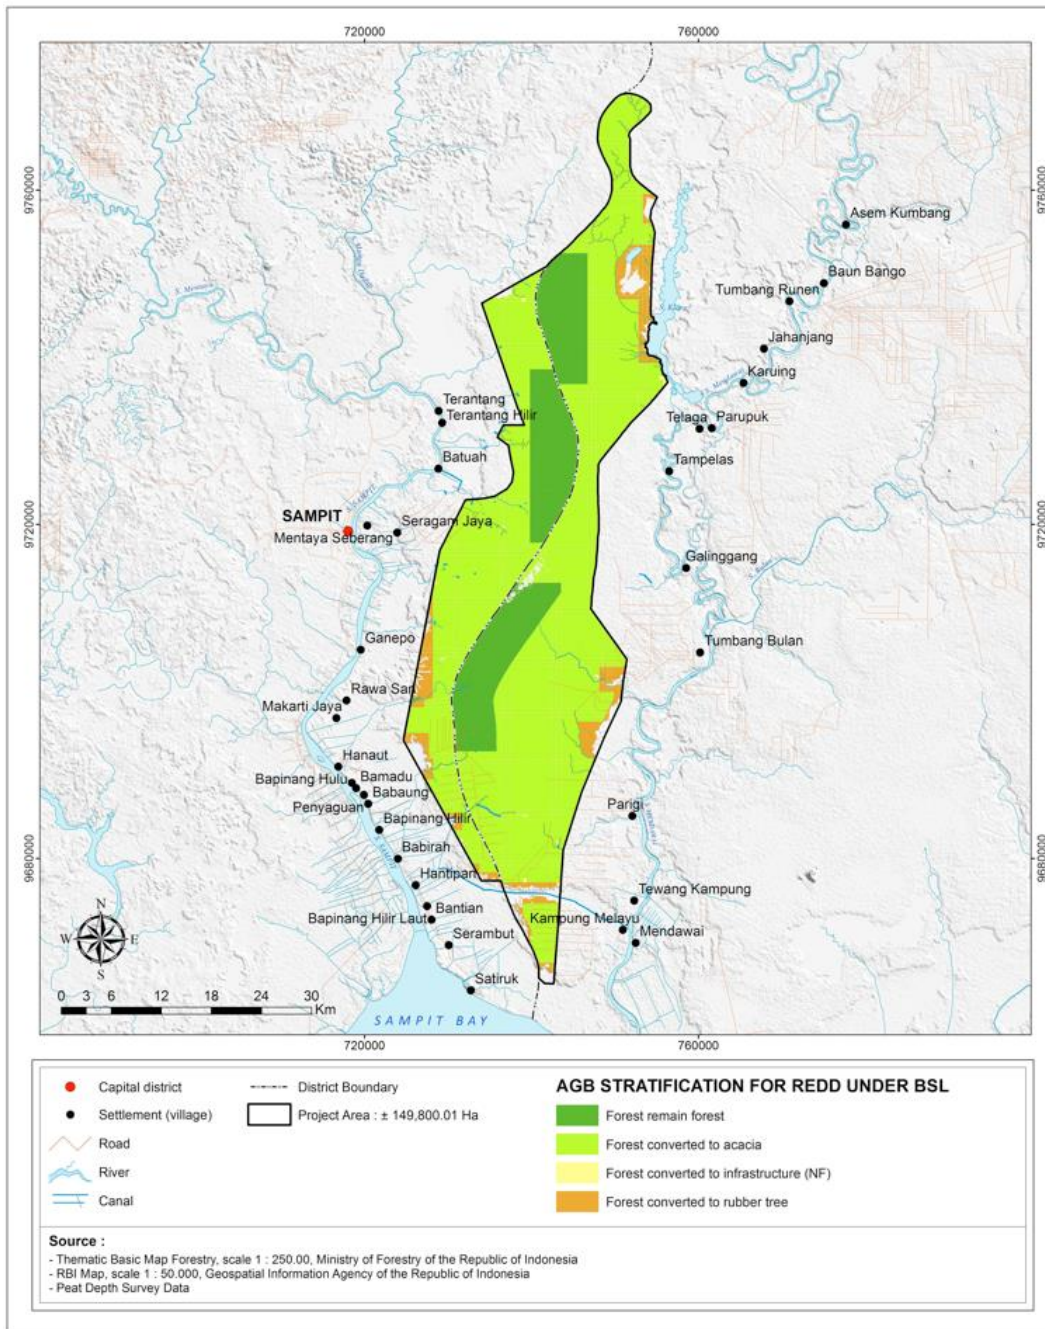 720000
760000
9760000
9760000
Asem Kumbang
Baun Bango
Tumbang Runen
Jahanjang
Karuing
Terantang
Terantang Hilir
Telaga
Parupuk
Batuah
Tampelas
SAMPIT
S. SAMPIT
Seragam Jaya
Mentaya Seberang
9720000
9720000
Galinggang
Ganepo
Tumbang Bulan
Rawa Sari
Makarti Jaya
Hanaut
Bapinang Hulu
Bamadu
Babaung
Penyaguan
Parigi
Bapinang Hilir
S. SAMPIT
Babirah
9680000
9680000
Hantipan
Tewang Kampung
Bantian
Bapinang Hilir Laut
Kampung Melayu
Mendawai
Serambut
N
W
E
S
Satiruk
0 3 6 12 18 24 30
Km
SAMPIT BAY
720000
760000
Capital district
Settlement (village)
Road
River
Canal
District Boundary
Project Area : ± 149,800.01 Ha
AGB STRATIFICATION FOR REDD UNDER BSL
Forest remain forest
Forest converted to acacia
Forest converted to infrastructure (NF)
Forest converted to rubber tree
Source :
- Thematic Basic Map Forestry, scale 1 : 250.00, Ministry of Forestry of the Republic of Indonesia
- RBI Map, scale 1 : 50.000, Geospatial Information Agency of the Republic of Indonesia
- Peat Depth Survey Data